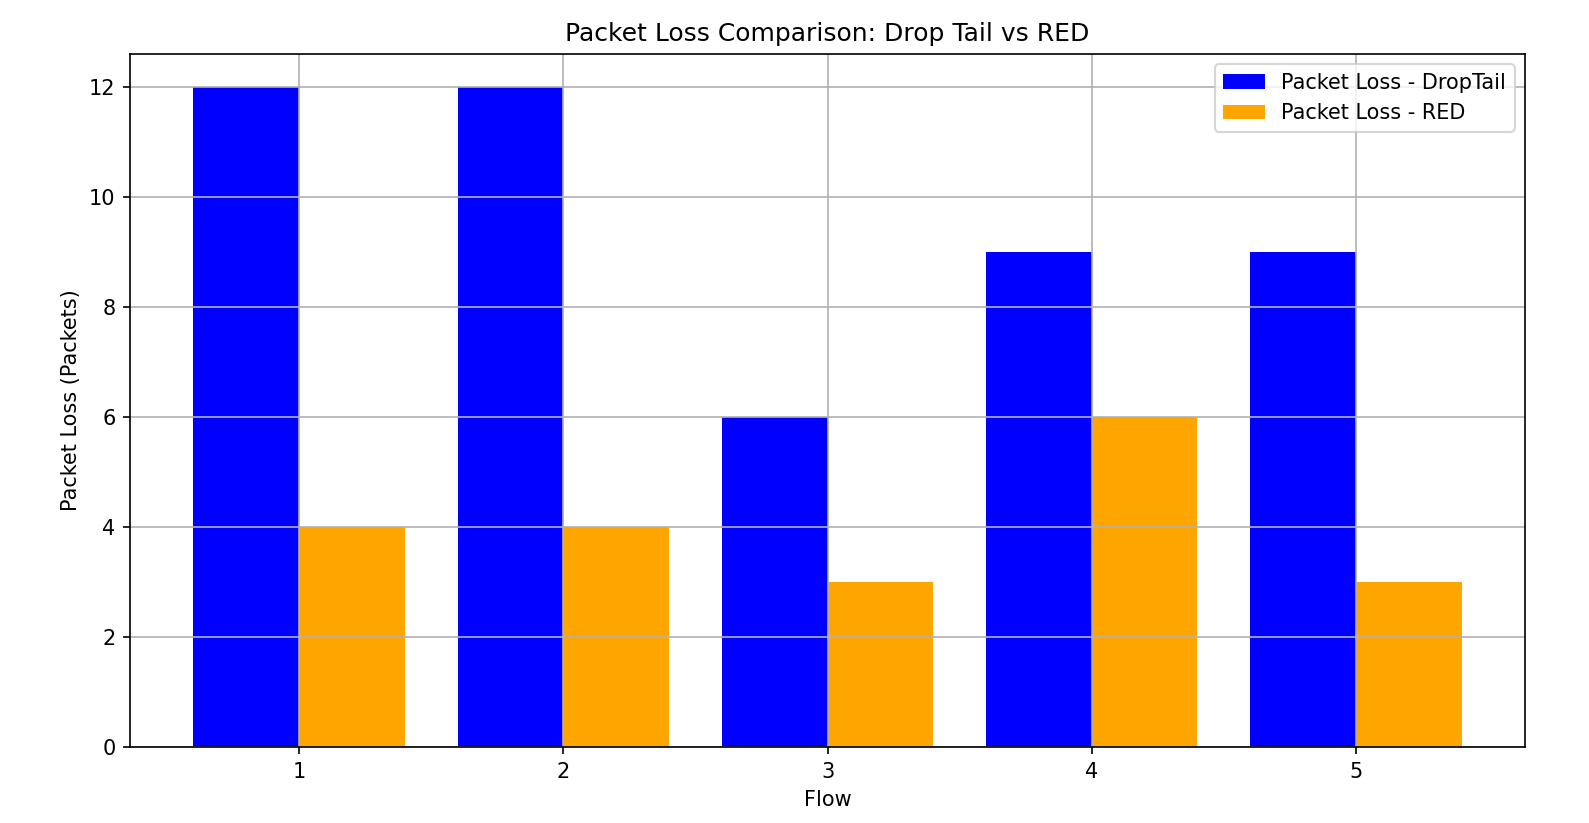 Packet Loss Comparison: Drop Tail vs RED
Packet Loss - DropTail
Packet Loss - RED
Packet Loss (Packets)
12
10
8
6
4
2
0
1 2 3 4 5
Flow